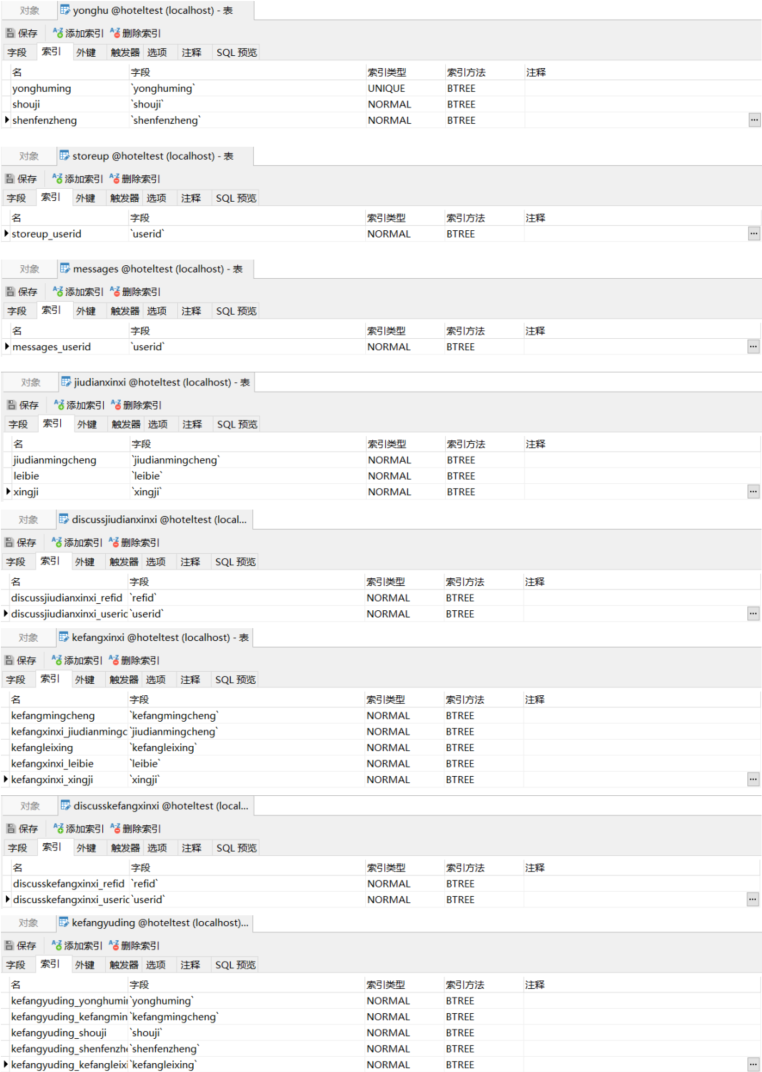 对象 yonghu @hoteltest (localhost) - 表
保存 添加索引 删除索引
字段 索引 外键 触发器 选项 注释 SQL 预览
名 字段 索引类型 索引方法 注释
yonghuming `yonghuming` UNIQUE BTREE
shouji `shouji` NORMAL BTREE
shenfenzheng `shenfenzheng` NORMAL BTREE ...
对象 storeup @hoteltest (localhost) - 表
保存 添加索引 删除索引
字段 索引 外键 触发器 选项 注释 SQL 预览
名 字段 索引类型 索引方法 注释
storeup_userid `userid` NORMAL BTREE ...
对象 messages @hoteltest (localhost) - 表
保存 添加索引 删除索引
字段 索引 外键 触发器 选项 注释 SQL 预览
名 字段 索引类型 索引方法 注释
messages_userid `userid` NORMAL BTREE ...
对象 jiudianxinxi @hoteltest (localhost) - 表
保存 添加索引 删除索引
字段 索引 外键 触发器 选项 注释 SQL 预览
名 字段 索引类型 索引方法 注释
jiudianmingcheng `jiudianmingcheng` NORMAL BTREE
leibie `leibie` NORMAL BTREE
xingji `xingji` NORMAL BTREE ...
对象 discussjiudianxinxi @hoteltest (local...
保存 添加索引 删除索引
字段 索引 外键 触发器 选项 注释 SQL 预览
名 字段 索引类型 索引方法 注释
discussjiudianxinxi_refid `refid` NORMAL BTREE
discussjiudianxinxi_useric `userid` NORMAL BTREE ...
对象 kefangxinxi @hoteltest (localhost) - 表
保存 添加索引 删除索引
字段 索引 外键 触发器 选项 注释 SQL 预览
名 字段 索引类型 索引方法 注释
kefangmingcheng `kefangmingcheng` NORMAL BTREE
kefangxinxi_jiudianmingc `jiudianmingcheng` NORMAL BTREE
kefangleixing `kefangleixing` NORMAL BTREE
kefangxinxi_leibie `leibie` NORMAL BTREE
kefangxinxi_xingji `xingji` NORMAL BTREE ...
对象 discusskefangxinxi @hoteltest (local...
保存 添加索引 删除索引
字段 索引 外键 触发器 选项 注释 SQL 预览
名 字段 索引类型 索引方法 注释
discusskefangxinxi_refid `refid` NORMAL BTREE
discusskefangxinxi_useric `userid` NORMAL BTREE ...
对象 kefangyuding @hoteltest (localhost)...
保存 添加索引 删除索引
字段 索引 外键 触发器 选项 注释 SQL 预览
名 字段 索引类型 索引方法 注释
kefangyuding_yonghumii `yonghuming` NORMAL BTREE
kefangyuding_kefangmin `kefangmingcheng` NORMAL BTREE
kefangyuding_shouji `shouji` NORMAL BTREE
kefangyuding_shenfenzh `shenfenzheng` NORMAL BTREE
kefangyuding_kefangleixi `kefangleixing` NORMAL BTREE ...